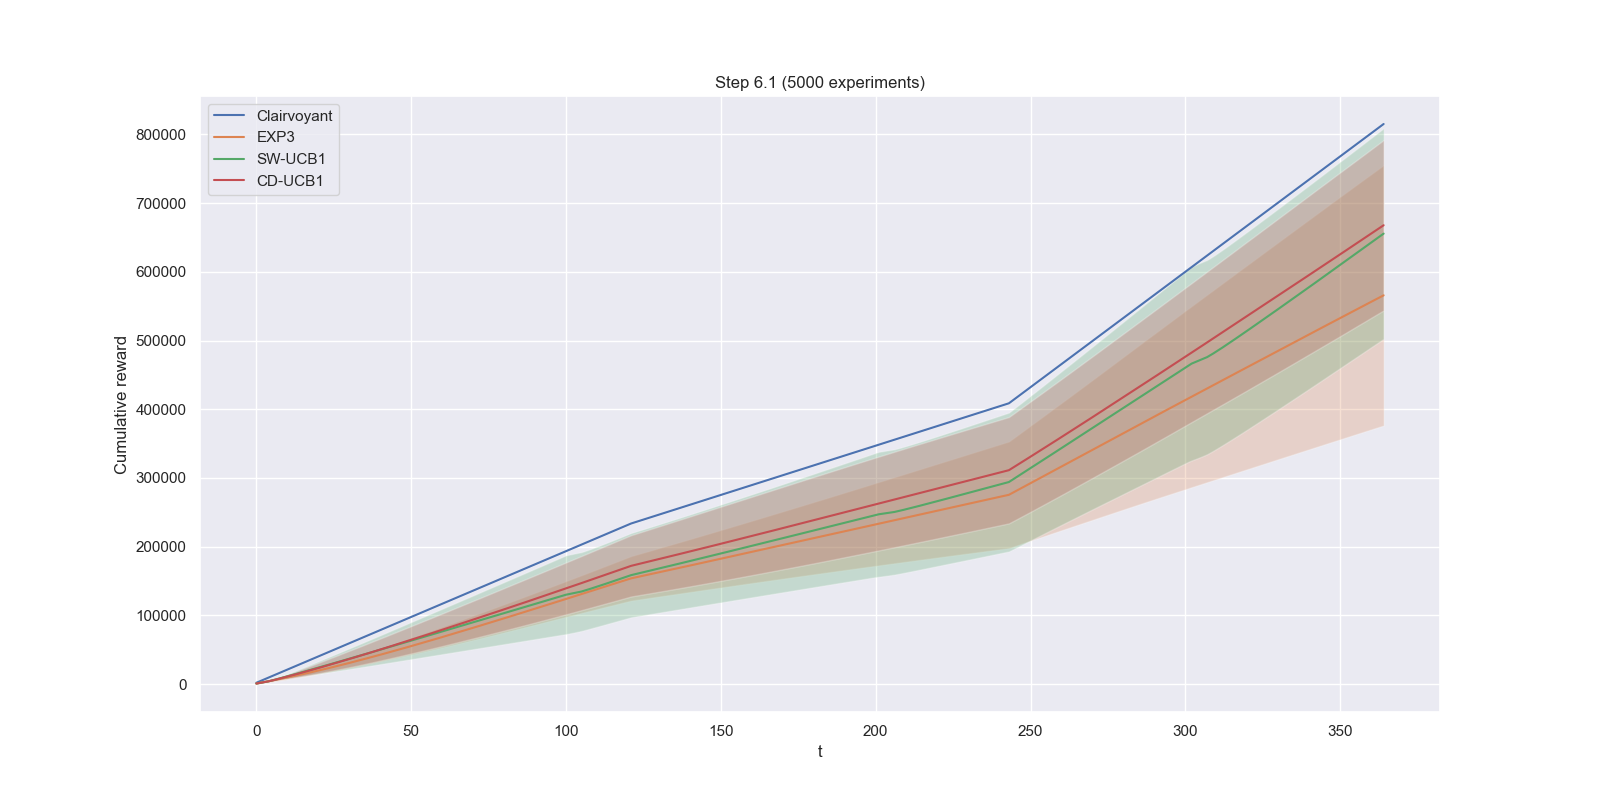 Step 6.1 (5000 experiments)
Clairvoyant
EXP3
SW-UCB1
CD-UCB1
800000
700000
600000
500000
400000
300000
200000
100000
0
Cumulative reward
0 50 100 150 200 250 300 350
t